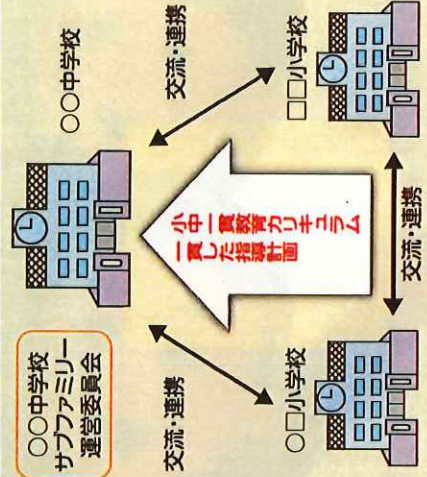 ○○中学校
サブファミリー
運営委員会
○○中学校
交流・連携
交流・連携
小中一貫教育カリキュラム
一貫した指導計画
○□小学校
□□小学校
交流・連携